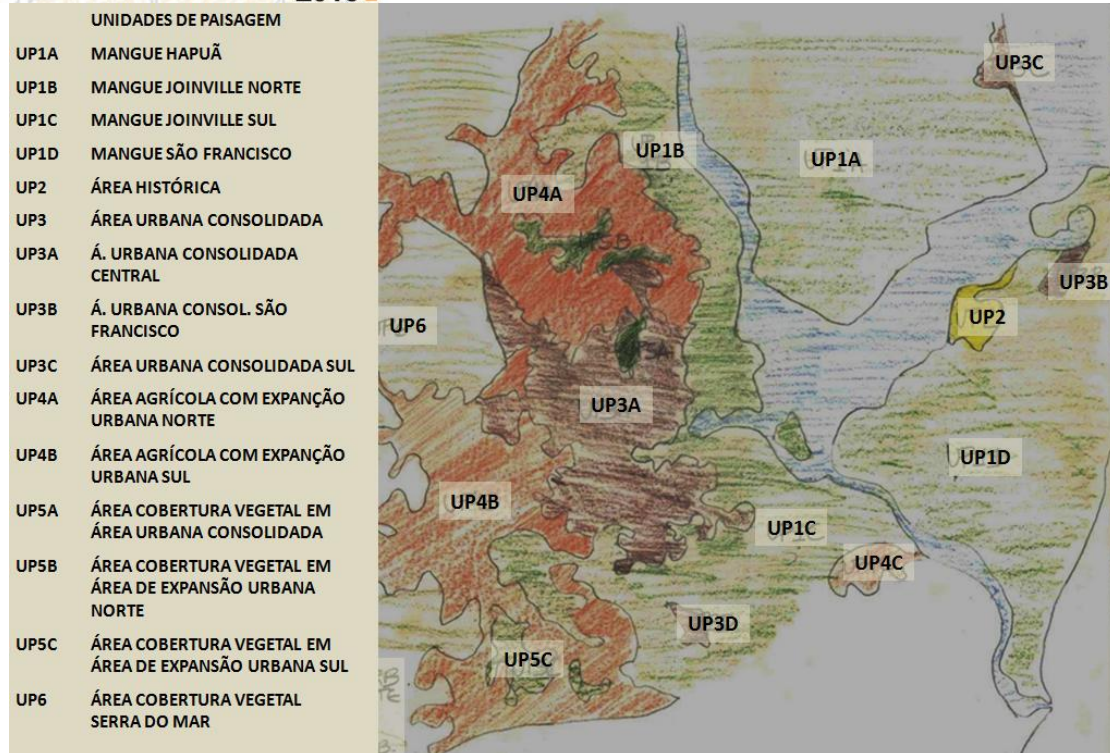 UNIDADES DE PAISAGEM
UP1A MANGUE HAPUÃ
UP1B MANGUE JOINVILLE NORTE
UP1C MANGUE JOINVILLE SUL
UP1D MANGUE SÃO FRANCISCO
UP2 ÁREA HISTÓRICA
UP3 ÁREA URBANA CONSOLIDADA
UP3A Á. URBANA CONSOLIDADA
CENTRAL
UP3B Á. URBANA CONSOL. SÃO
FRANCISCO
UP3C ÁREA URBANA CONSOLIDADA SUL
UP4A ÁREA AGRÍCOLA COM EXPANÇÃO
URBANA NORTE
UP4B ÁREA AGRÍCOLA COM EXPANÇÃO
URBANA SUL
UP5A ÁREA COBERTURA VEGETAL EM
ÁREA URBANA CONSOLIDADA
UP5B ÁREA COBERTURA VEGETAL EM
ÁREA DE EXPANSÃO URBANA
NORTE
UP5C ÁREA COBERTURA VEGETAL EM
ÁREA DE EXPANSÃO URBANA SUL
UP6 ÁREA COBERTURA VEGETAL
SERRA DO MAR
UP3C
UP1B
UP1A
UP4A
UP3B
UP2
UP6
UP3A
UP1D
UP4B
UP1C
UP4C
UP3D
UP5C